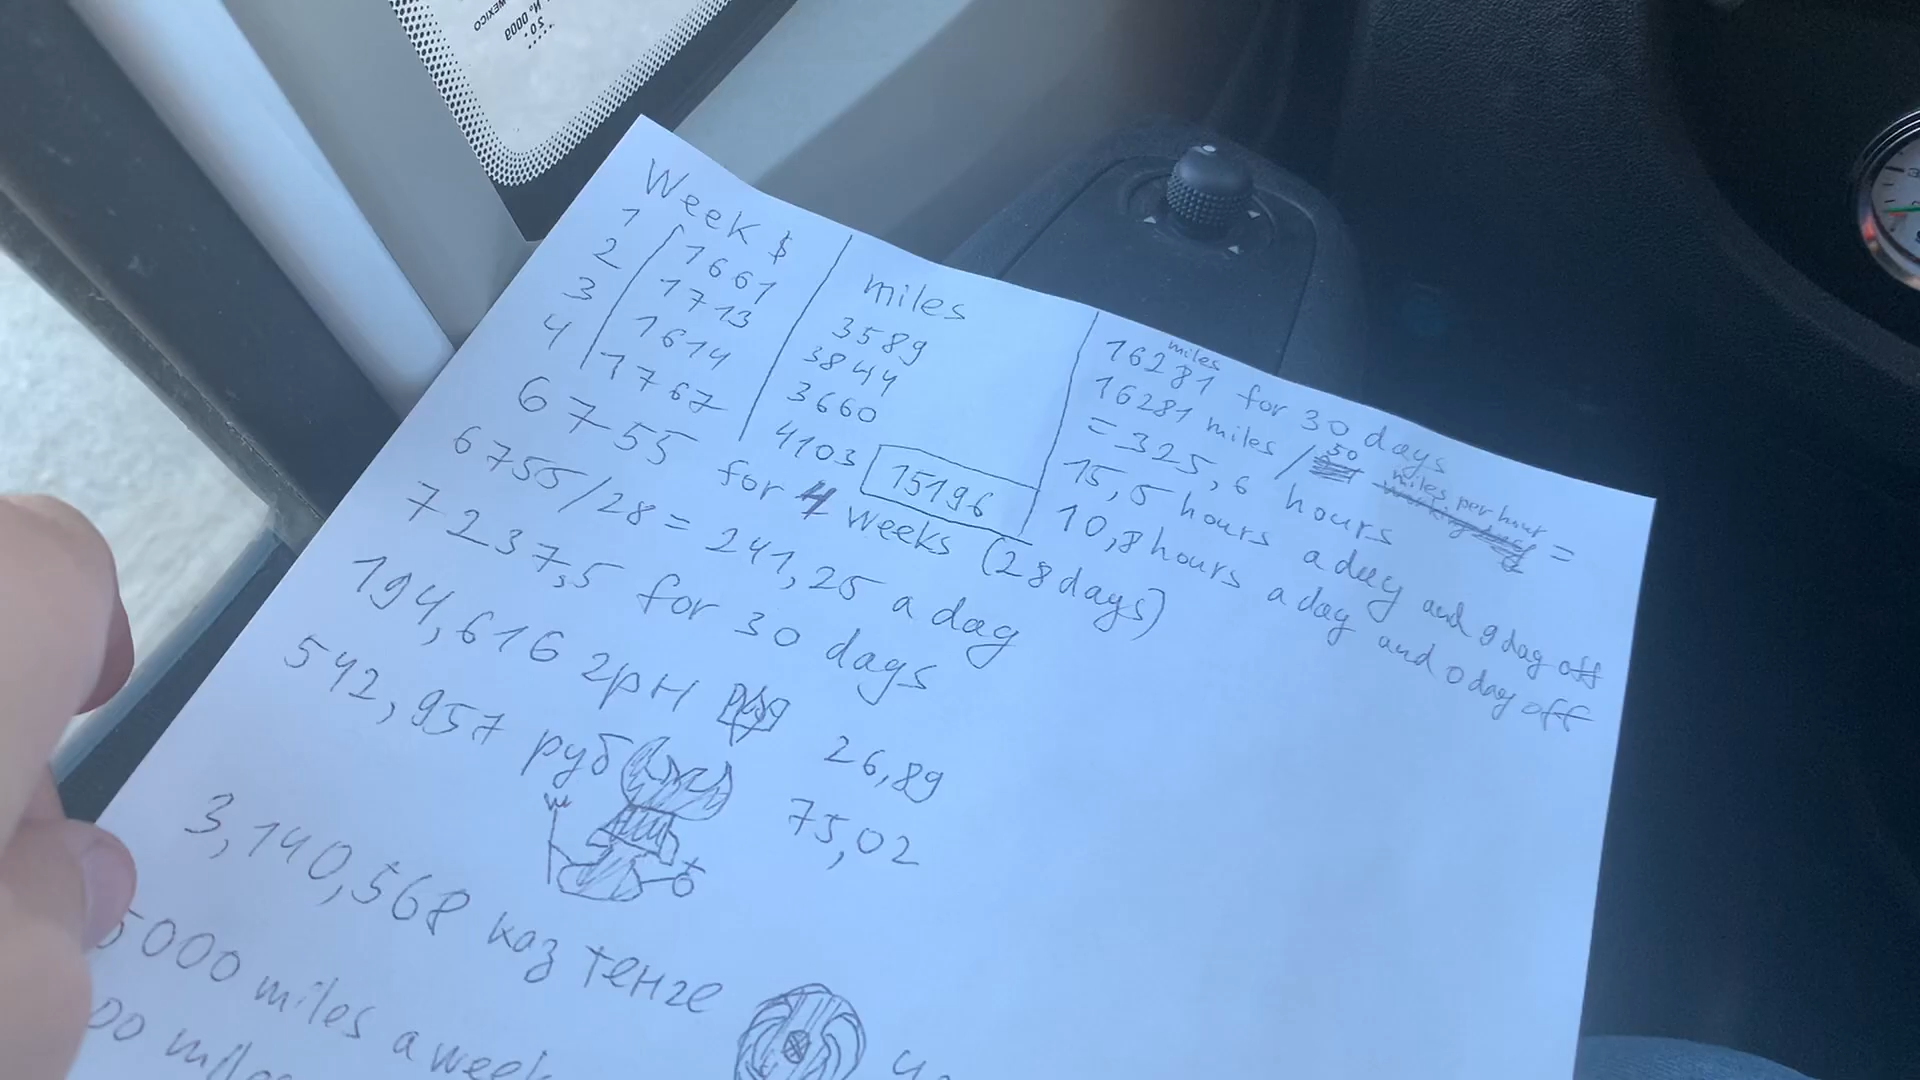 MEXICO
Week $
miles
1 1661 3589
2 1713 3844
3 1614 3660
4 1767 4103
15196
6755 for 4 weeks (28 days)
6755/28 = 241,25 a day
7237,5 for 30 days
194,616 грн 26,89
542,957 руб 75,02
3,140,568 каз тенге
5000 miles a week
16281 miles for 30 days
16281 miles / 50 miles per hour =
= 325,6 hours
15,5 hours a day and 9 day off
10,8 hours a day and 0 day off